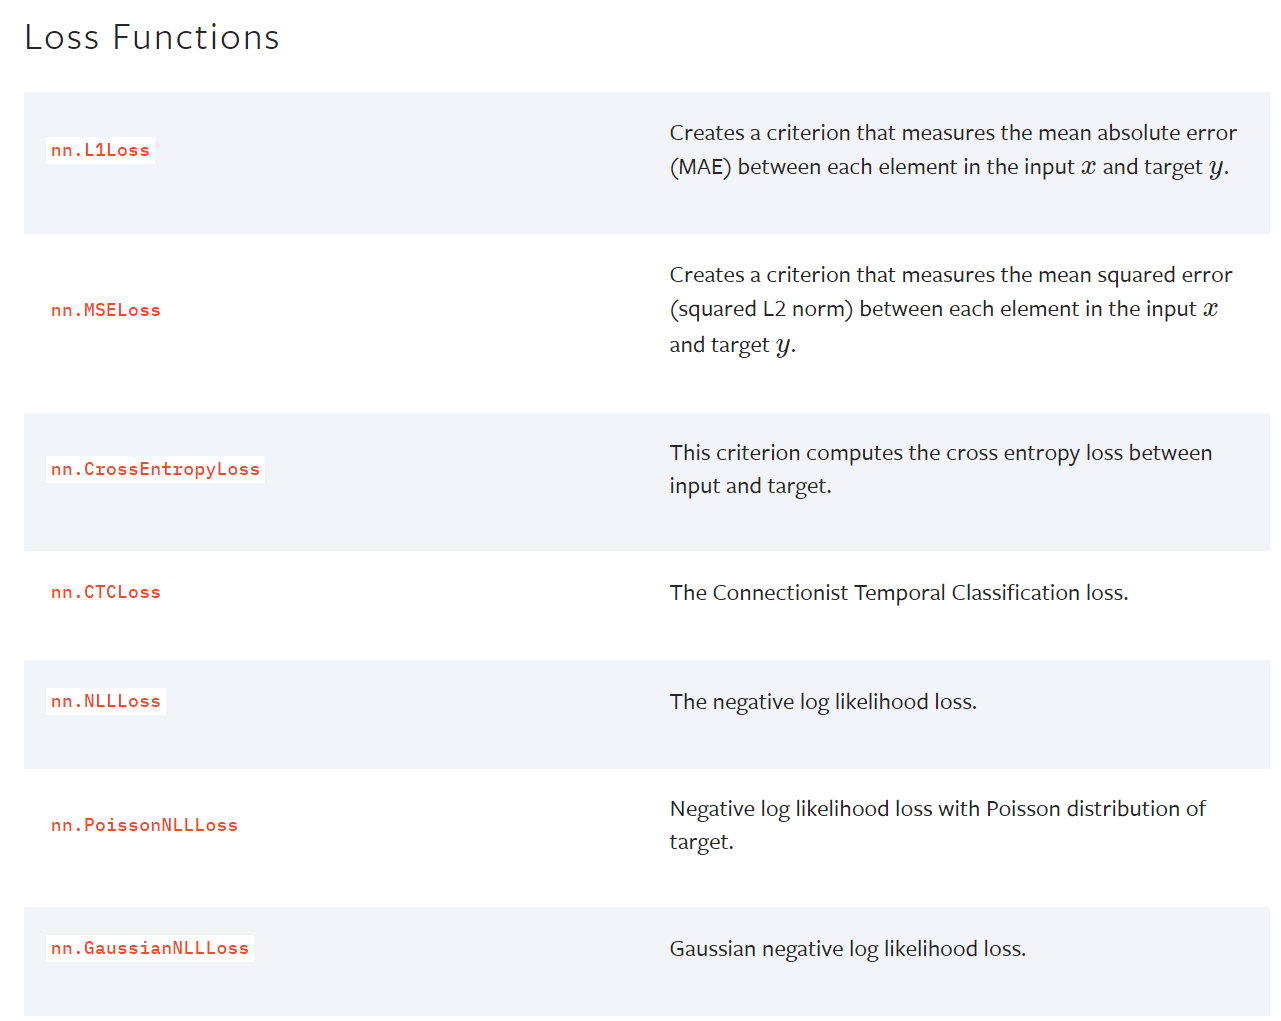 Loss Functions
nn.L1Loss
Creates a criterion that measures the mean absolute error
(MAE) between each element in the input x and target y.
nn.MSELoss
Creates a criterion that measures the mean squared error
(squared L2 norm) between each element in the input x
and target y.
nn.CrossEntropyLoss
This criterion computes the cross entropy loss between
input and target.
nn.CTCLoss
The Connectionist Temporal Classification loss.
nn.NLLLoss
The negative log likelihood loss.
nn.PoissonNLLLoss
Negative log likelihood loss with Poisson distribution of
target.
nn.GaussianNLLLoss
Gaussian negative log likelihood loss.